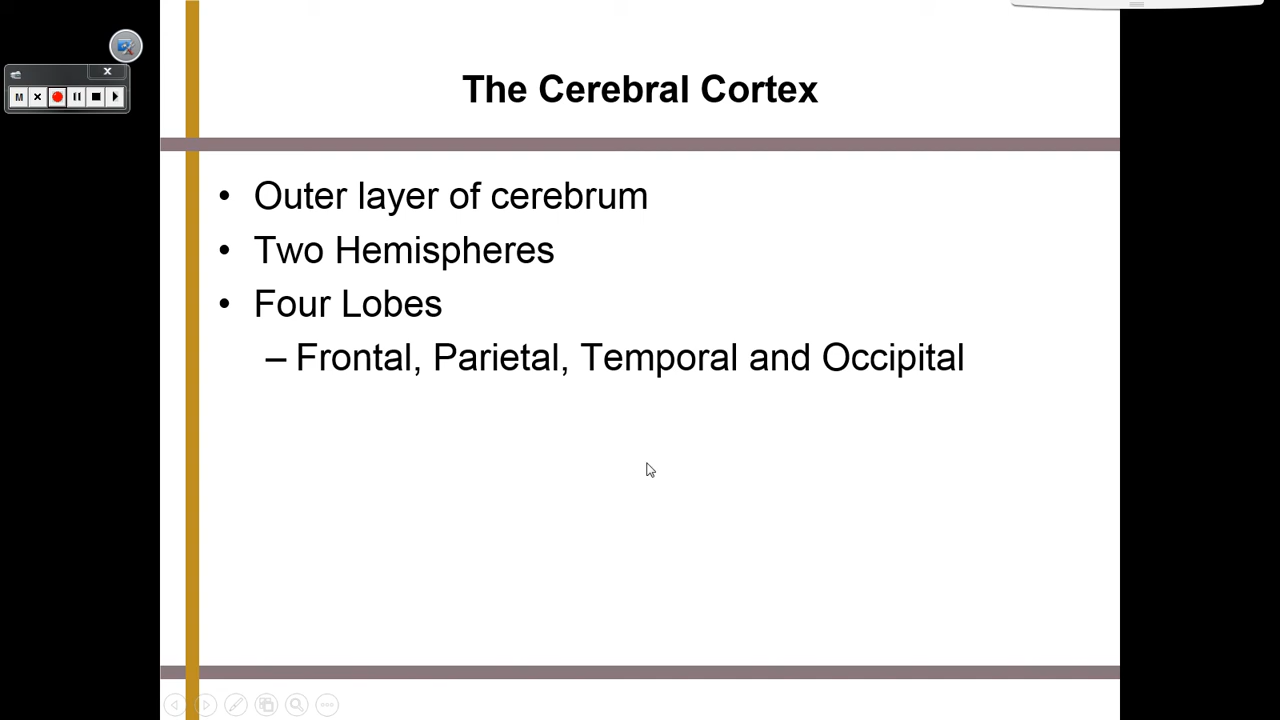 The Cerebral Cortex
M
• Outer layer of cerebrum
• Two Hemispheres
• Four Lobes
– Frontal, Parietal, Temporal and Occipital